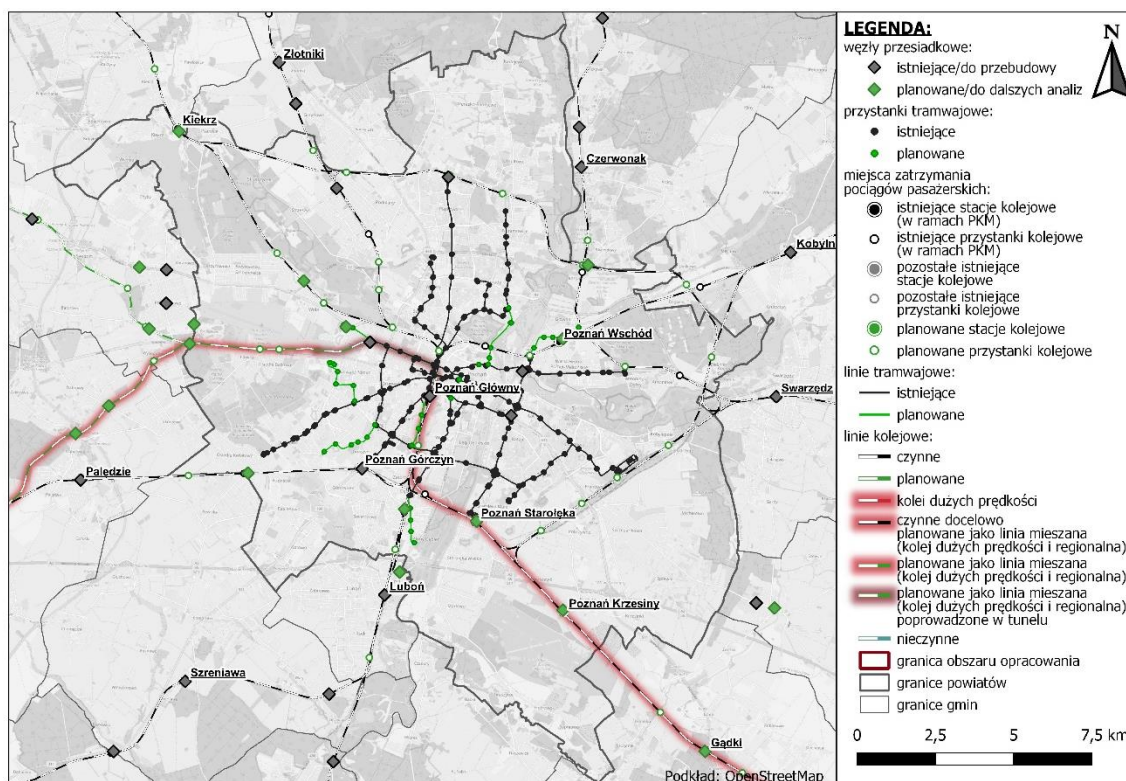 Złotniki
Kiekrz
Czerwonak
Kobyln
Poznań Wschód
Poznań Główny
Swarzędz
Palędzie
Poznań Górczyn
Poznań Starołęka
Luboń
Poznań Krzesiny
Szreniawa
Gądki
Podkład: OpenStreetMap
LEGENDA:
N
węzły przesiadkowe:
istniejące/do przebudowy
planowane/do dalszych analiz
przystanki tramwajowe:
istniejące
planowane
miejsca zatrzymania
pociągów pasażerskich:
istniejące stacje kolejowe
(w ramach PKM)
istniejące przystanki kolejowe
(w ramach PKM)
pozostałe istniejące
stacje kolejowe
pozostałe istniejące
przystanki kolejowe
planowane stacje kolejowe
planowane przystanki kolejowe
linie tramwajowe:
istniejące
planowane
linie kolejowe:
czynne
planowane
kolei dużych prędkości
czynne docelowo
planowane jako linia mieszana
(kolej dużych prędkości i regionalna)
planowane jako linia mieszana
(kolej dużych prędkości i regionalna)
planowane jako linia mieszana
(kolej dużych prędkości i regionalna)
poprowadzone w tunelu
nieczynne
granica obszaru opracowania
granice powiatów
granice gmin
0 2,5 5 7,5 km